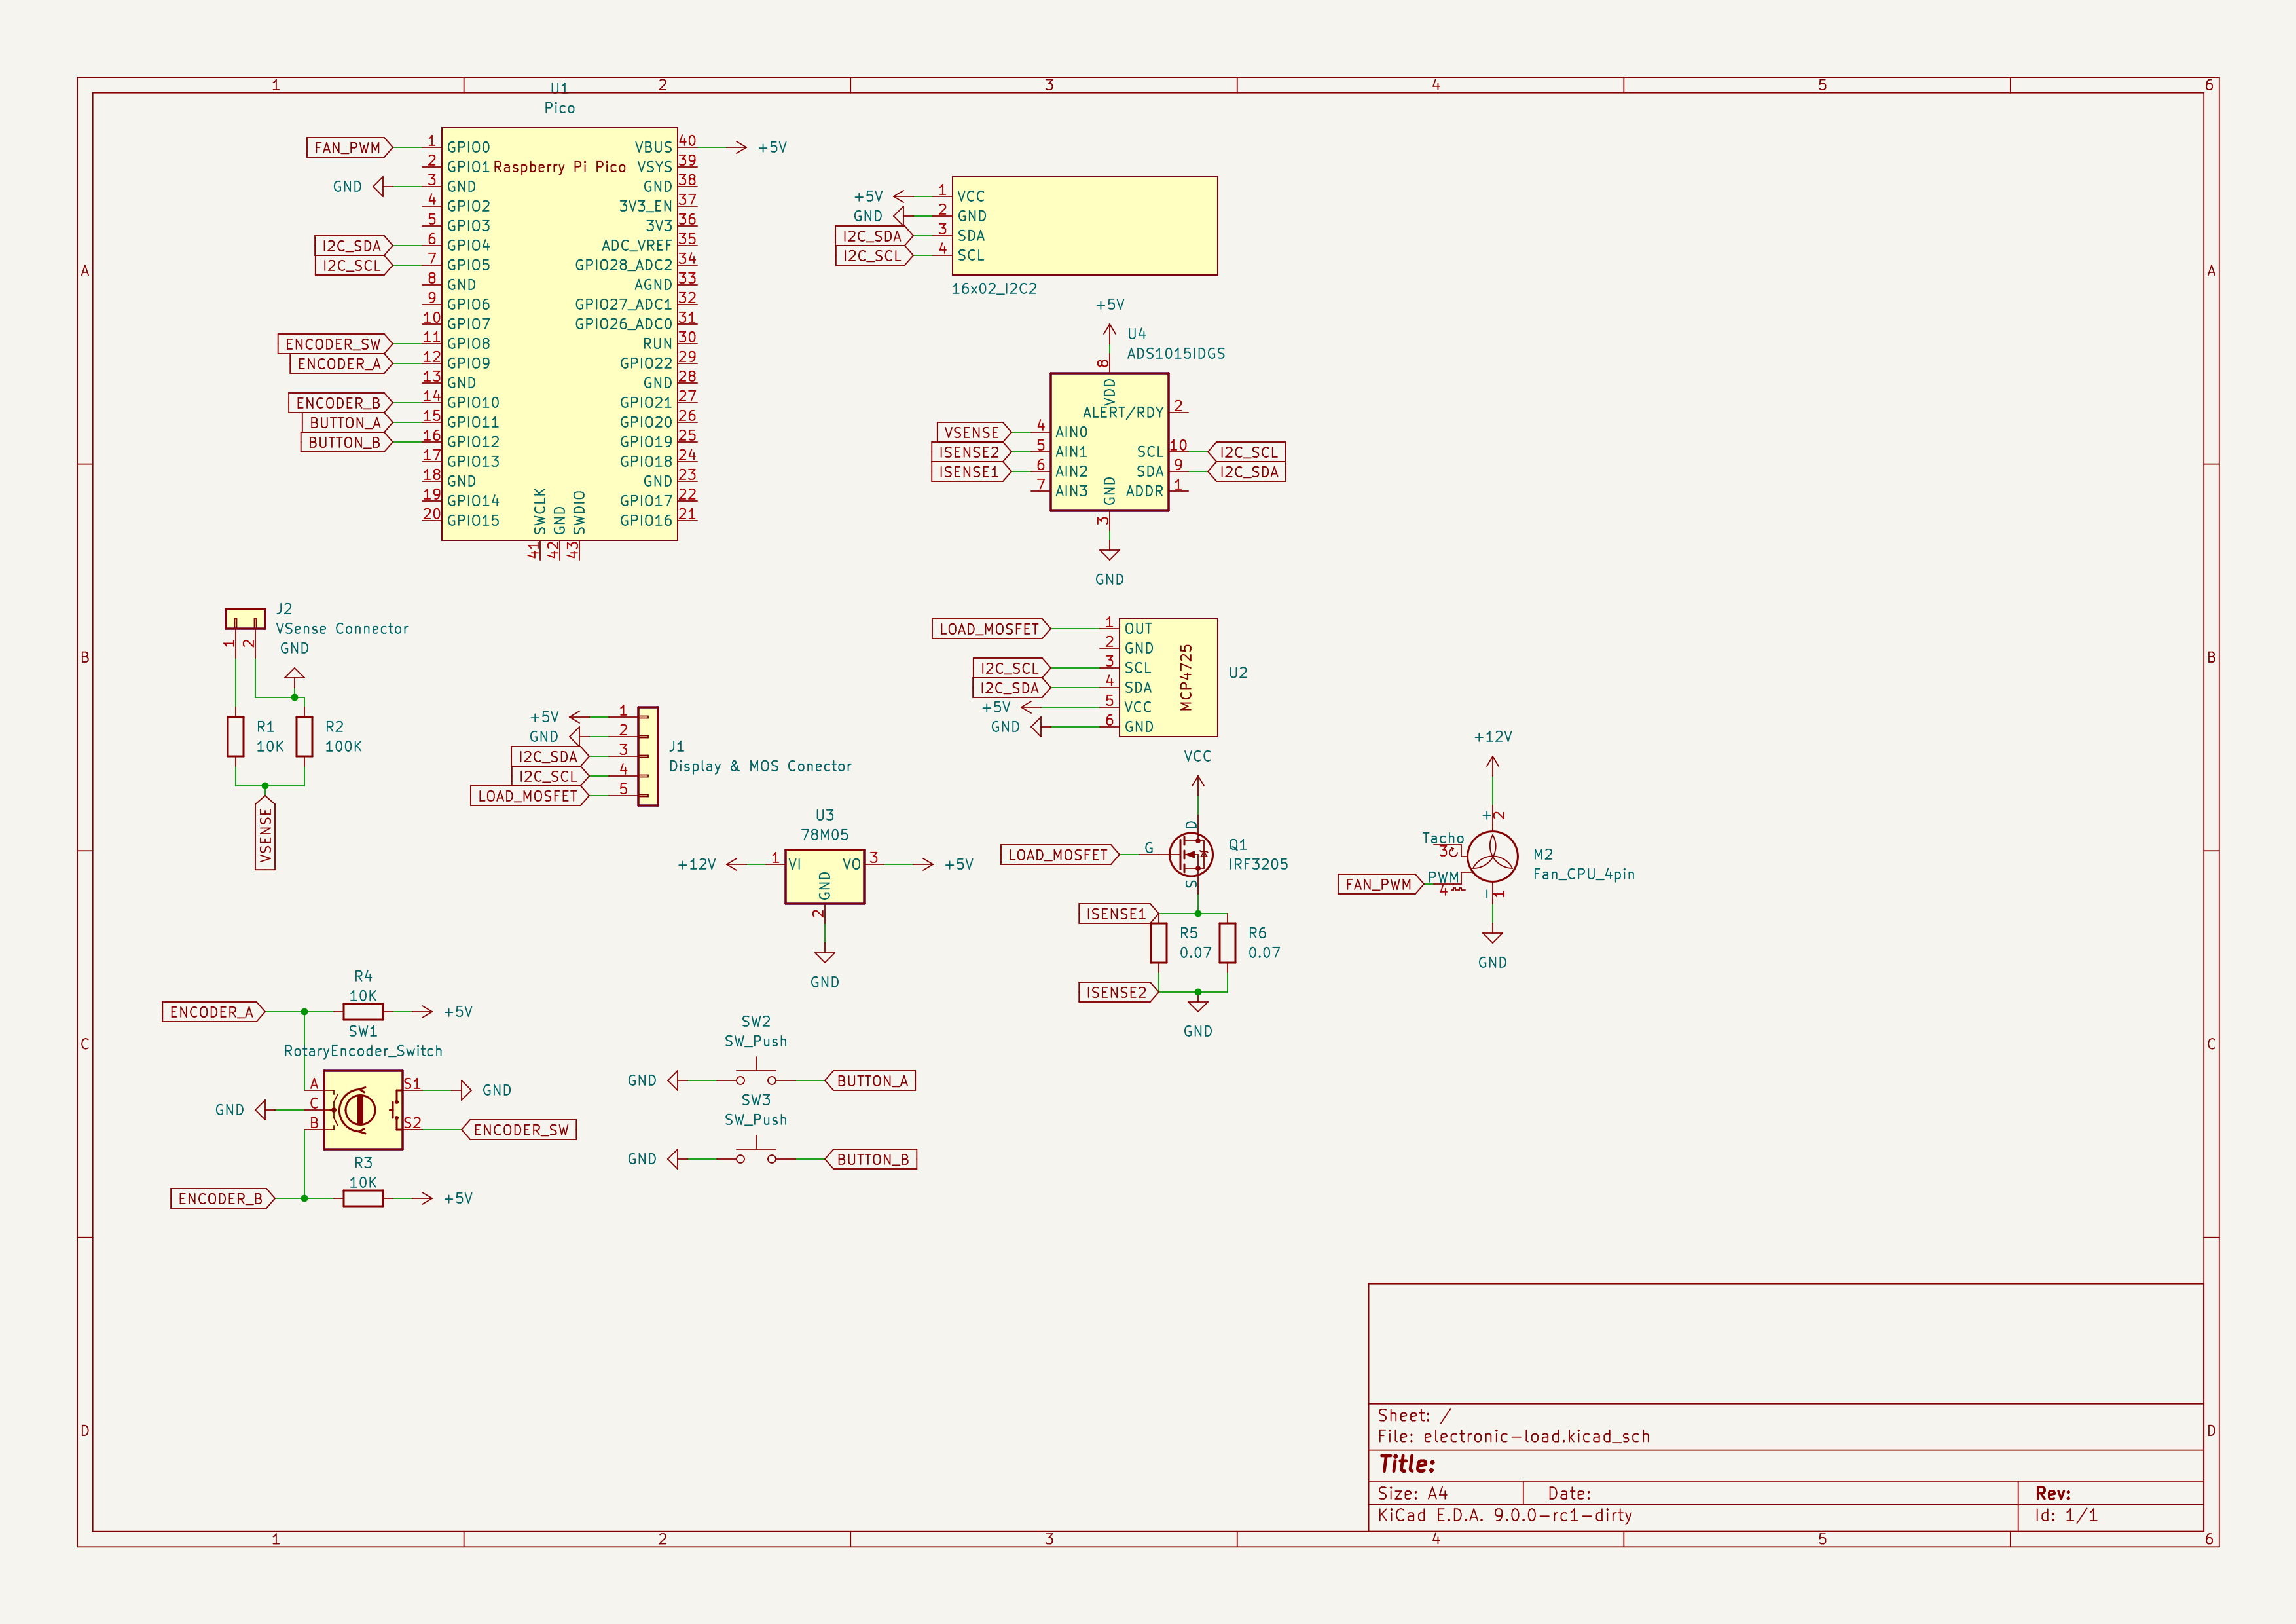 1 2 3 4 5 6
A A
B B
C C
D D
1 2 3 4 5 6
U1
Pico
Raspberry Pi Pico
FAN_PWM 1 GPIO0
2 GPIO1
GND 3 GND
4 GPIO2
5 GPIO3
I2C_SDA 6 GPIO4
I2C_SCL 7 GPIO5
8 GND
9 GPIO6
10 GPIO7
ENCODER_SW 11 GPIO8
ENCODER_A 12 GPIO9
13 GND
ENCODER_B 14 GPIO10
BUTTON_A 15 GPIO11
BUTTON_B 16 GPIO12
17 GPIO13
18 GND
19 GPIO14
20 GPIO15
VBUS 40 +5V
VSYS 39
GND 38
3V3_EN 37
3V3 36
ADC_VREF 35
GPIO28_ADC2 34
AGND 33
GPIO27_ADC1 32
GPIO26_ADC0 31
RUN 30
GPIO22 29
GND 28
GPIO21 27
GPIO20 26
GPIO19 25
GPIO18 24
GND 23
GPIO17 22
GPIO16 21
SWCLK GND SWDIO
41 42 43
+5V 1 VCC
GND 2 GND
I2C_SDA 3 SDA
I2C_SCL 4 SCL
16x02_I2C2
+5V
U4
ADS1015IDGS
8
VDD
ALERT/RDY 2
VSENSE 4 AIN0
ISENSE2 5 AIN1
ISENSE1 6 AIN2
7 AIN3
SCL 10 I2C_SCL
SDA 9 I2C_SDA
ADDR 1
GND
3
GND
J2
VSense Connector
1 2
GND
R1
10K
R2
100K
VSENSE
+5V 1
GND 2
I2C_SDA 3
I2C_SCL 4
LOAD_MOSFET 5
J1
Display & MOS Conector
LOAD_MOSFET 1 OUT
2 GND
I2C_SCL 3 SCL
I2C_SDA 4 SDA
+5V 5 VCC
GND 6 GND
MCP4725
U2
U3
78M05
+12V 1 VI
VO 3 +5V
GND
2
GND
VCC
D
LOAD_MOSFET G
S
Q1
IRF3205
ISENSE1
R5
0.07
R6
0.07
ISENSE2
GND
+12V
+ 2
Tacho
3
FAN_PWM PWM
4
- 1
M2
Fan_CPU_4pin
GND
R4
10K
ENCODER_A +5V
SW1
RotaryEncoder_Switch
A S1 GND
GND C
B S2 ENCODER_SW
R3
10K
ENCODER_B +5V
SW2
SW_Push
GND BUTTON_A
SW3
SW_Push
GND BUTTON_B
Sheet: /
File: electronic-load.kicad_sch
Title:
Size: A4 Date: Rev:
KiCad E.D.A. 9.0.0-rc1-dirty Id: 1/1